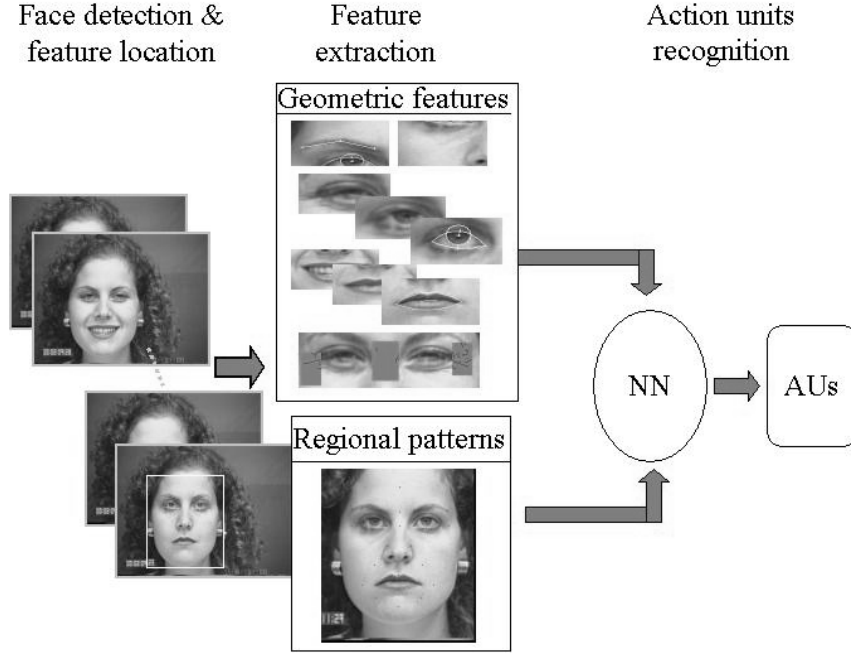 Face detection &
feature location
Feature
extraction
Action units
recognition
Geometric features
NN
AUs
Regional patterns